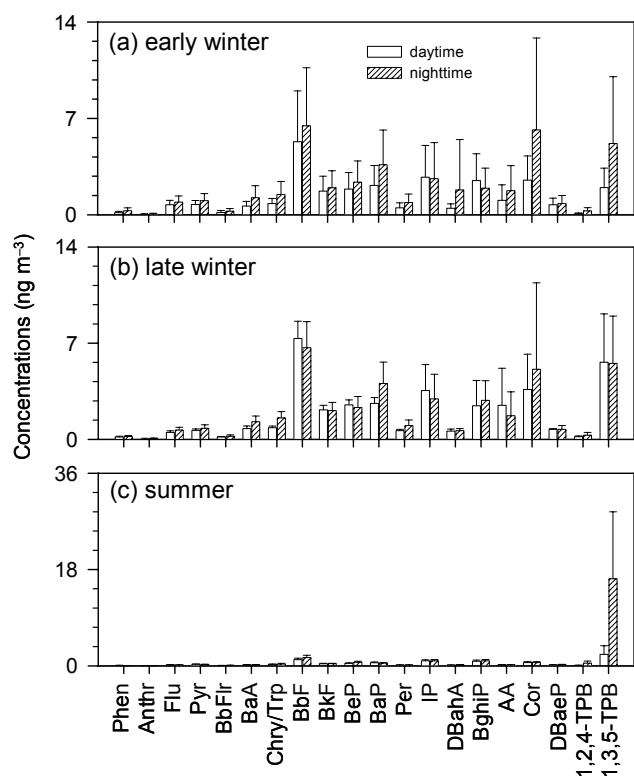 (a) early winter
daytime
nighttime
14
7
0
(b) late winter
14
7
0
Concentrations (ng m⁻³)
(c) summer
36
18
0
Phen
Anthr
Flu
Pyr
BbFlr
BaA
Chry/Trp
BbF
BkF
BeP
BaP
Per
IP
DBahA
BghiP
AA
Cor
DBaeP
1,2,4-TPB
1,3,5-TPB